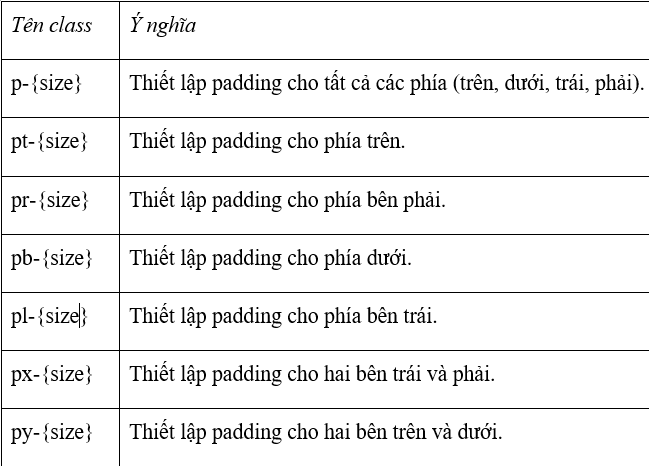 Tên class Ý nghĩa
p-{size} Thiết lập padding cho tất cả các phía (trên, dưới, trái, phải).
pt-{size} Thiết lập padding cho phía trên.
pr-{size} Thiết lập padding cho phía bên phải.
pb-{size} Thiết lập padding cho phía dưới.
pl-{size} Thiết lập padding cho phía bên trái.
px-{size} Thiết lập padding cho hai bên trái và phải.
py-{size} Thiết lập padding cho hai bên trên và dưới.